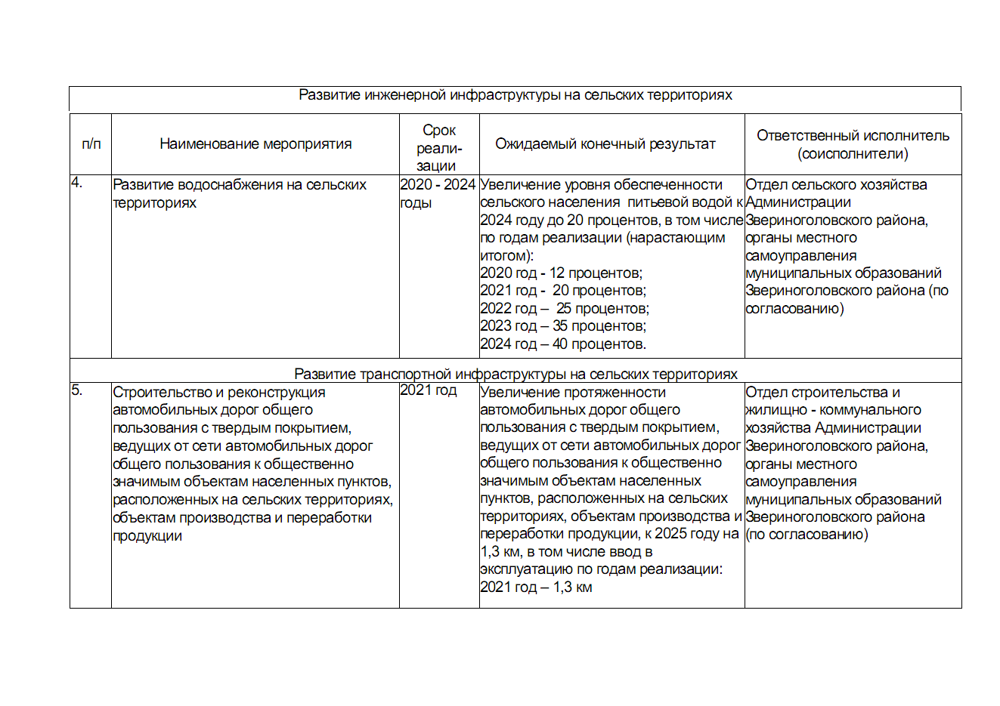 Развитие инженерной инфраструктуры на сельских территориях
п/п
Наименование мероприятия
Срок
реали-
зации
Ожидаемый конечный результат
Ответственный исполнитель
(соисполнители)
4.
Развитие водоснабжения на сельских
территориях
2020 - 2024
годы
Увеличение уровня обеспеченности
сельского населения  питьевой водой к
2024 году до 20 процентов, в том числе
по годам реализации (нарастающим
итогом):
2020 год - 12 процентов;
2021 год -  20 процентов;
2022 год –  25 процентов;
2023 год – 35 процентов;
2024 год – 40 процентов.
Отдел сельского хозяйства
Администрации
Звериноголовского района,
органы местного
самоуправления
муниципальных образований
Звериноголовского района (по
согласованию)
Развитие транспортной инфраструктуры на сельских территориях
5.
Строительство и реконструкция
автомобильных дорог общего
пользования с твердым покрытием,
ведущих от сети автомобильных дорог
общего пользования к общественно
значимым объектам населенных пунктов,
расположенных на сельских территориях,
объектам производства и переработки
продукции
2021 год
Увеличение протяженности
автомобильных дорог общего
пользования с твердым покрытием,
ведущих от сети автомобильных дорог
общего пользования к общественно
значимым объектам населенных
пунктов, расположенных на сельских
территориях, объектам производства и
переработки продукции, к 2025 году на
1,3 км, в том числе ввод в
эксплуатацию по годам реализации:
2021 год – 1,3 км
Отдел строительства и
жилищно - коммунального
хозяйства Администрации
Звериноголовского района,
органы местного
самоуправления
муниципальных образований
Звериноголовского района
(по согласованию)